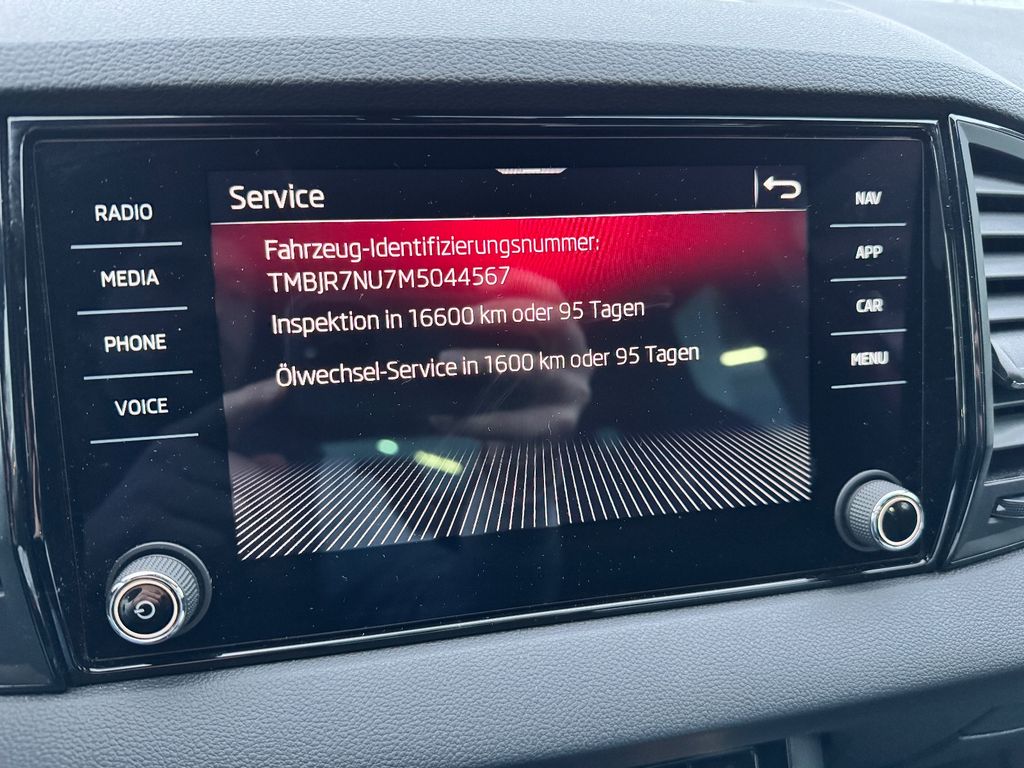 Service
RADIO
MEDIA
PHONE
VOICE
Fahrzeug-Identifizierungsnummer:
TMBJR7NU7M5044567
Inspektion in 16600 km oder 95 Tagen
Ölwechsel-Service in 1600 km oder 95 Tagen
NAV
APP
CAR
MENU